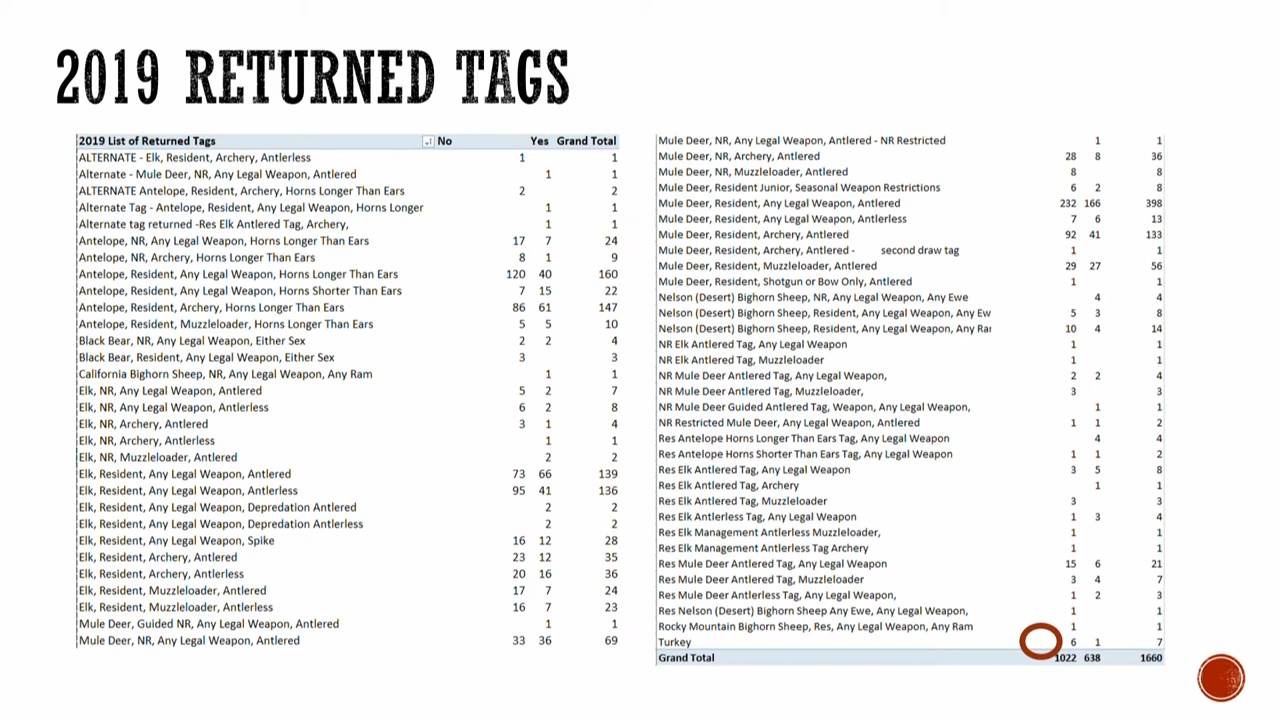 2019 RETURNED TAGS
2019 List of Returned Tags No Yes Grand Total
ALTERNATE - Elk, Resident, Archery, Antlerless 1 1
Alternate - Mule Deer, NR, Any Legal Weapon, Antlered 1 1
ALTERNATE Antelope, Resident, Archery, Horns Longer Than Ears 2 2
Alternate Tag - Antelope, Resident, Any Legal Weapon, Horns Longer 1 1
Alternate tag returned -Res Elk Antlered Tag, Archery, 1 1
Antelope, NR, Any Legal Weapon, Horns Longer Than Ears 17 7 24
Antelope, NR, Archery, Horns Longer Than Ears 8 1 9
Antelope, Resident, Any Legal Weapon, Horns Longer Than Ears 120 40 160
Antelope, Resident, Any Legal Weapon, Horns Shorter Than Ears 7 15 22
Antelope, Resident, Archery, Horns Longer Than Ears 86 61 147
Antelope, Resident, Muzzleloader, Horns Longer Than Ears 5 5 10
Black Bear, NR, Any Legal Weapon, Either Sex 2 2 4
Black Bear, Resident, Any Legal Weapon, Either Sex 3 3
California Bighorn Sheep, NR, Any Legal Weapon, Any Ram 1 1
Elk, NR, Any Legal Weapon, Antlered 5 2 7
Elk, NR, Any Legal Weapon, Antlerless 6 2 8
Elk, NR, Archery, Antlered 3 1 4
Elk, NR, Archery, Antlerless 1 1
Elk, NR, Muzzleloader, Antlered 2 2
Elk, Resident, Any Legal Weapon, Antlered 73 66 139
Elk, Resident, Any Legal Weapon, Antlerless 95 41 136
Elk, Resident, Any Legal Weapon, Depredation Antlered 2 2
Elk, Resident, Any Legal Weapon, Depredation Antlerless 2 2
Elk, Resident, Any Legal Weapon, Spike 16 12 28
Elk, Resident, Archery, Antlered 23 12 35
Elk, Resident, Archery, Antlerless 20 16 36
Elk, Resident, Muzzleloader, Antlered 17 7 24
Elk, Resident, Muzzleloader, Antlerless 16 7 23
Mule Deer, Guided NR, Any Legal Weapon, Antlered 1 1
Mule Deer, NR, Any Legal Weapon, Antlered 33 36 69
Mule Deer, NR, Any Legal Weapon, Antlered - NR Restricted 1 1
Mule Deer, NR, Archery, Antlered 28 8 36
Mule Deer, NR, Muzzleloader, Antlered 8 8
Mule Deer, Resident Junior, Seasonal Weapon Restrictions 6 2 8
Mule Deer, Resident, Any Legal Weapon, Antlered 232 166 398
Mule Deer, Resident, Any Legal Weapon, Antlerless 7 6 13
Mule Deer, Resident, Archery, Antlered 92 41 133
Mule Deer, Resident, Archery, Antlered - second draw tag 1 1
Mule Deer, Resident, Muzzleloader, Antlered 29 27 56
Mule Deer, Resident, Shotgun or Bow Only, Antlered 1 1
Nelson (Desert) Bighorn Sheep, NR, Any Legal Weapon, Any Ewe 4 4
Nelson (Desert) Bighorn Sheep, Resident, Any Legal Weapon, Any Ew 5 3 8
Nelson (Desert) Bighorn Sheep, Resident, Any Legal Weapon, Any Rar 10 4 14
NR Elk Antlered Tag, Any Legal Weapon 1 1
NR Elk Antlered Tag, Muzzleloader 1 1
NR Mule Deer Antlered Tag, Any Legal Weapon, 2 2 4
NR Mule Deer Antlered Tag, Muzzleloader, 3 3
NR Mule Deer Guided Antlered Tag, Weapon, Any Legal Weapon, 1 1
NR Restricted Mule Deer, Any Legal Weapon, Antlered 1 1 2
Res Antelope Horns Longer Than Ears Tag, Any Legal Weapon 4 4
Res Antelope Horns Shorter Than Ears Tag, Any Legal Weapon 1 1 2
Res Elk Antlered Tag, Any Legal Weapon 3 5 8
Res Elk Antlered Tag, Archery 1 1
Res Elk Antlered Tag, Muzzleloader 3 3
Res Elk Antlerless Tag, Any Legal Weapon 1 3 4
Res Elk Management Antlerless Muzzleloader, 1 1
Res Elk Management Antlerless Tag Archery 1 1
Res Mule Deer Antlered Tag, Any Legal Weapon 15 6 21
Res Mule Deer Antlered Tag, Muzzleloader 3 4 7
Res Mule Deer Antlerless Tag, Any Legal Weapon, 1 2 3
Res Nelson (Desert) Bighorn Sheep Any Ewe, Any Legal Weapon, 1 1
Rocky Mountain Bighorn Sheep, Res, Any Legal Weapon, Any Ram 1 1
Turkey 6 1 7
Grand Total 1022 638 1660